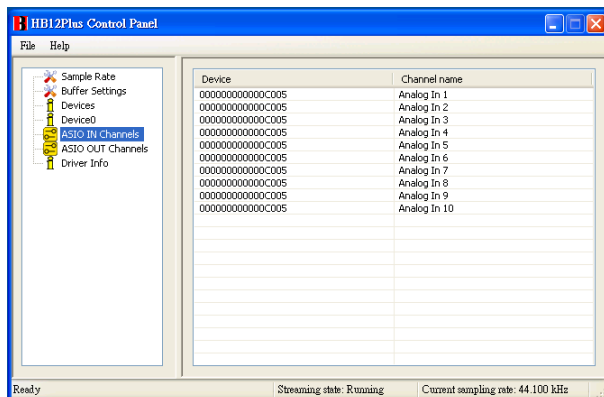 HB12Plus Control Panel
File Help
Sample Rate
Buffer Settings
Devices
Device0
ASIO IN Channels
ASIO OUT Channels
Driver Info
Device Channel name
000000000000C005 Analog In 1
000000000000C005 Analog In 2
000000000000C005 Analog In 3
000000000000C005 Analog In 4
000000000000C005 Analog In 5
000000000000C005 Analog In 6
000000000000C005 Analog In 7
000000000000C005 Analog In 8
000000000000C005 Analog In 9
000000000000C005 Analog In 10
Ready Streaming state: Running Current sampling rate: 44.100 kHz